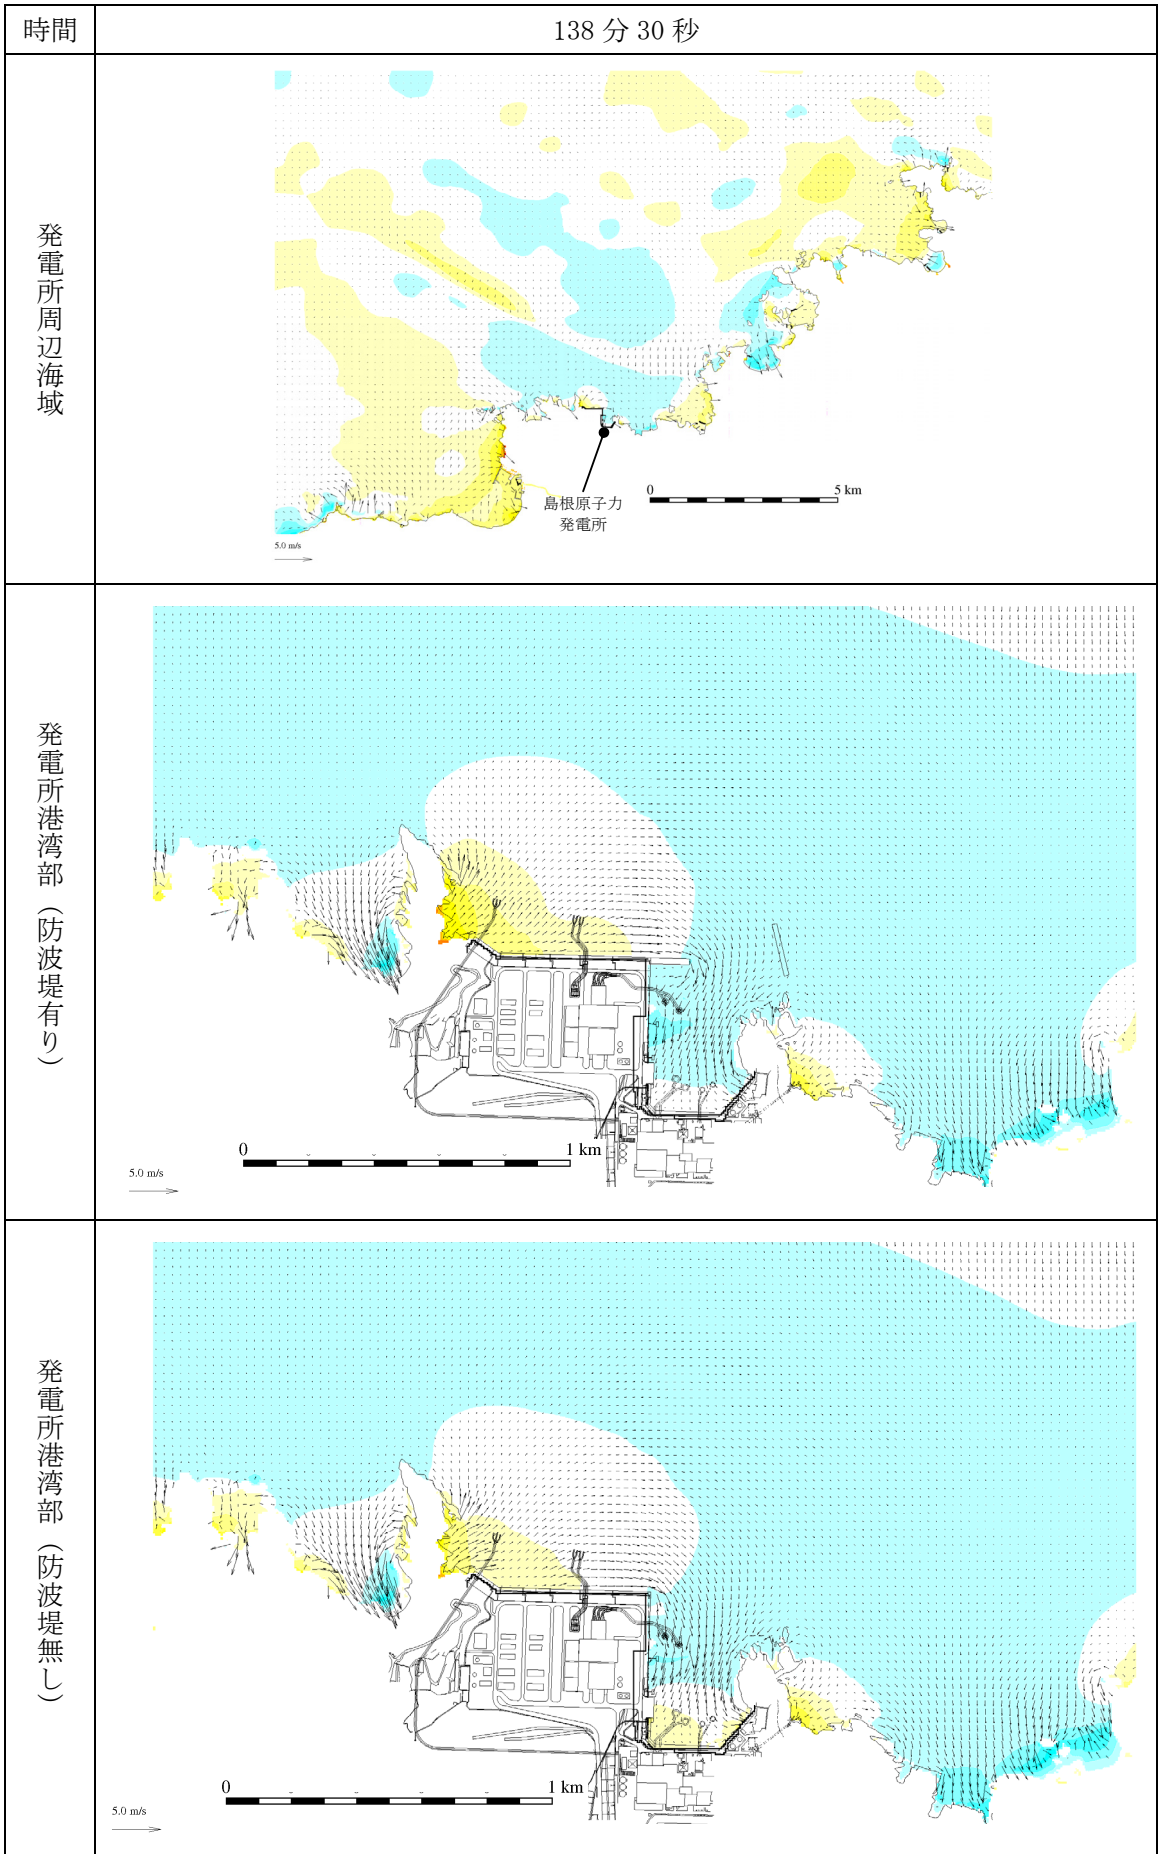 時間
138 分 30 秒
発電所周辺海域
島根原子力
発電所
0
5 km
5.0 m/s
発電所港湾部（防波堤有り）
0
1 km
5.0 m/s
発電所港湾部（防波堤無し）
0
1 km
5.0 m/s